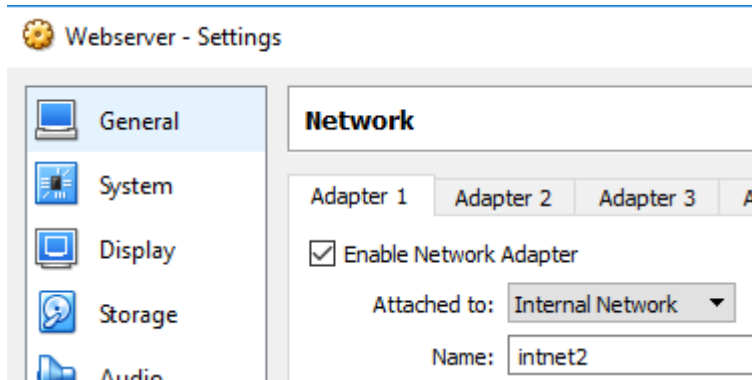 Webserver - Settings
General
System
Display
Storage
Audio
Network
Adapter 1 Adapter 2 Adapter 3 A
Enable Network Adapter
Attached to: Internal Network
Name: intnet2